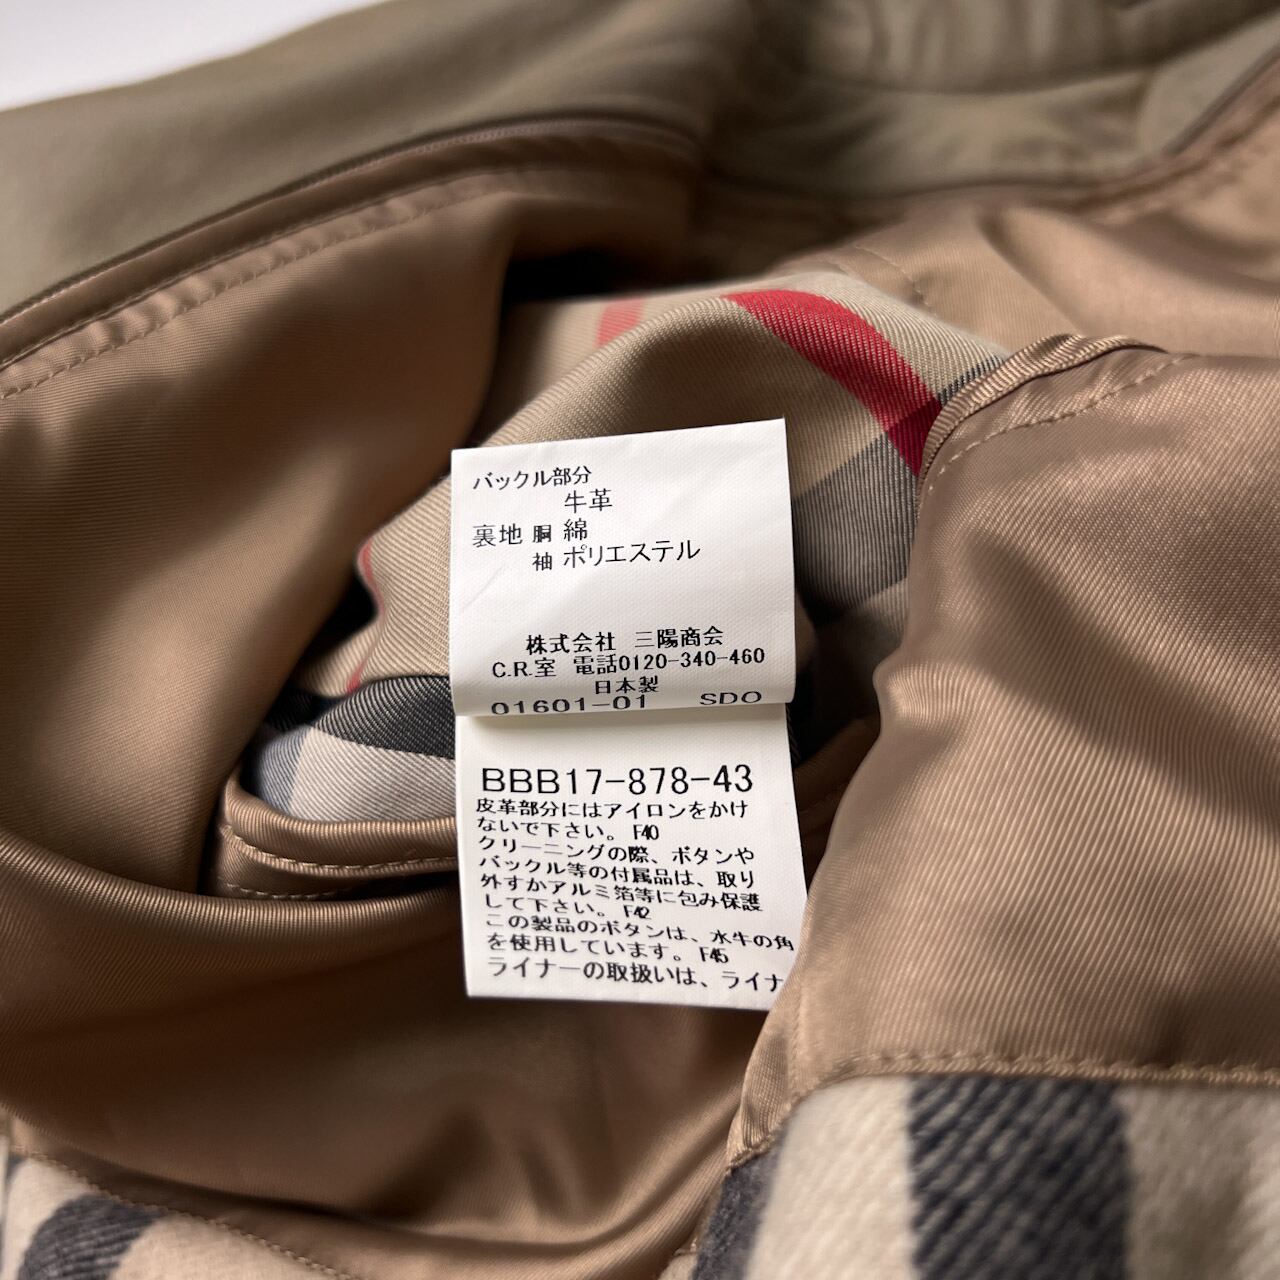 バックル部分
牛革
裏地 胴 綿
袖 ポリエステル
株式会社 三陽商会
C.R.室 電話0120-340-460
日本製
01601-01 SDO
BBB17-878-43
皮革部分にはアイロンをかけ
ないで下さい。 F40
クリーニングの際、ボタンや
バックル等の付属品は、取り
外すかアルミ箔等に包み保護
して下さい。 F42
この製品のボタンは、水牛の角
を使用しています。 F45
ライナーの取扱いは、ライナ